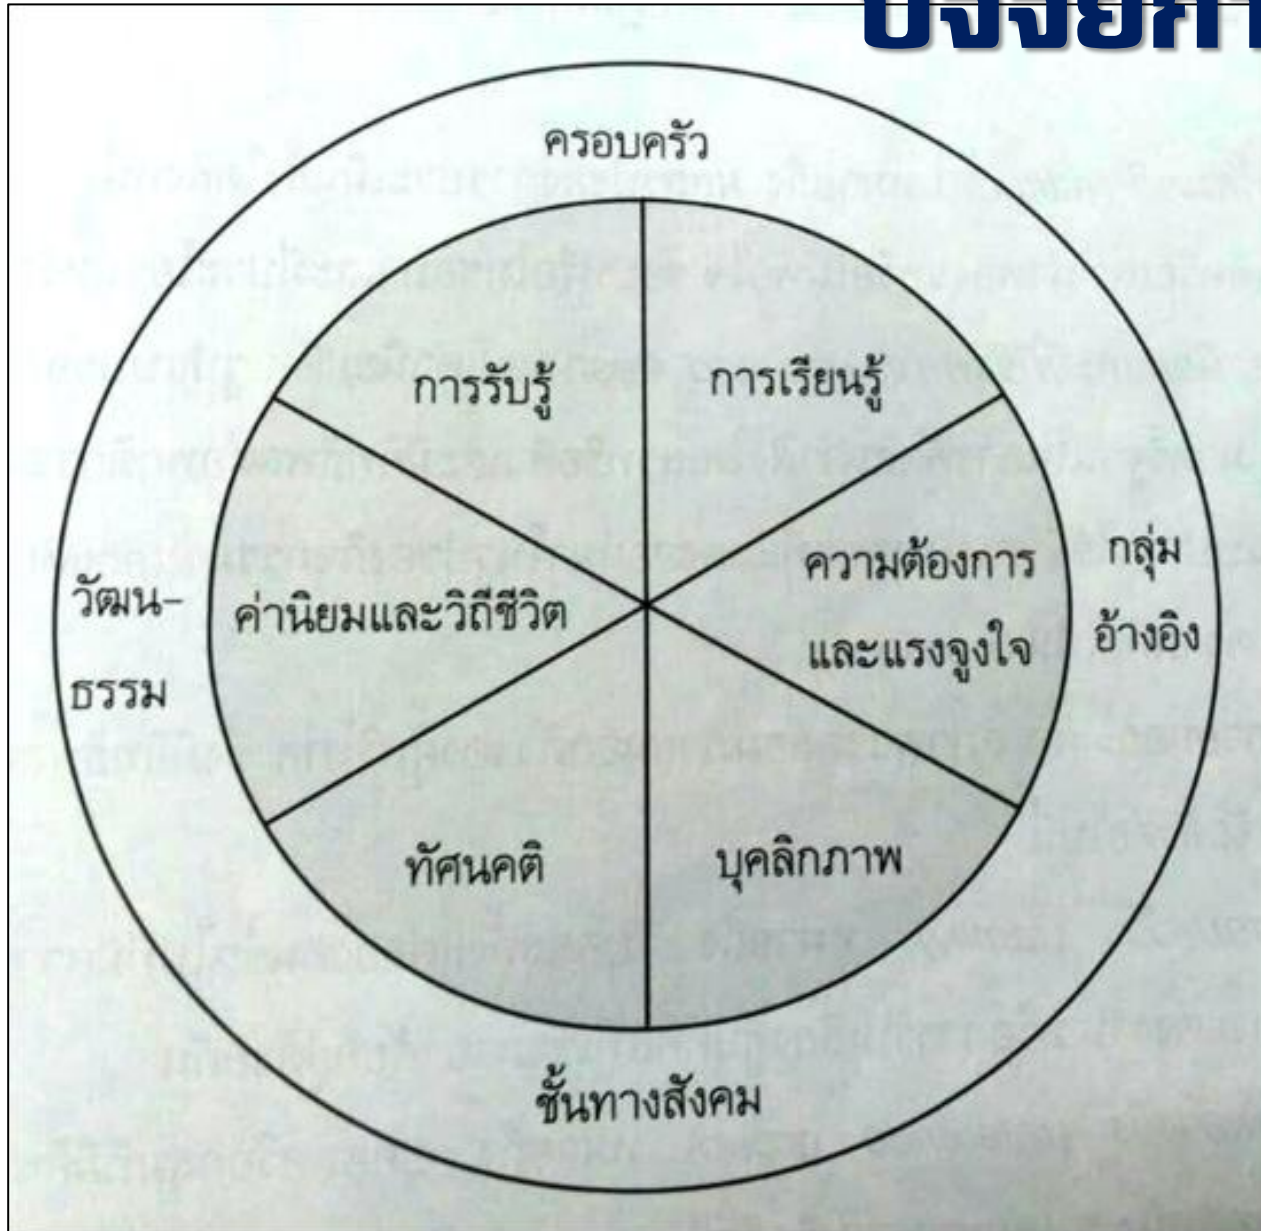 ครอบครัว
การรับรู้
การเรียนรู้
ความต้องการ
และแรงจูงใจ
กลุ่ม
อ้างอิง
วัฒน-
ธรรม
ค่านิยมและวิถีชีวิต
ทัศนคติ
บุคลิกภาพ
ชั้นทางสังคม